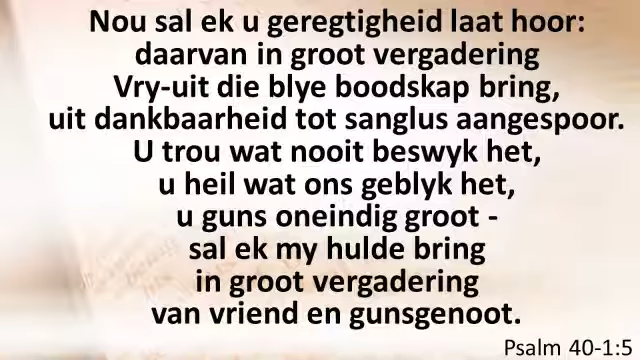 Nou sal ek u geregtigheid laat hoor:
daarvan in groot vergadering
Vry-uit die blye boodskap bring,
uit dankbaarheid tot sanglus aangespoor.
U trou wat nooit beswyk het,
u heil wat ons geblyk het,
u guns oneindig groot -
sal ek my hulde bring
in groot vergadering
van vriend en gunsgenoot.
Psalm 40-1:5